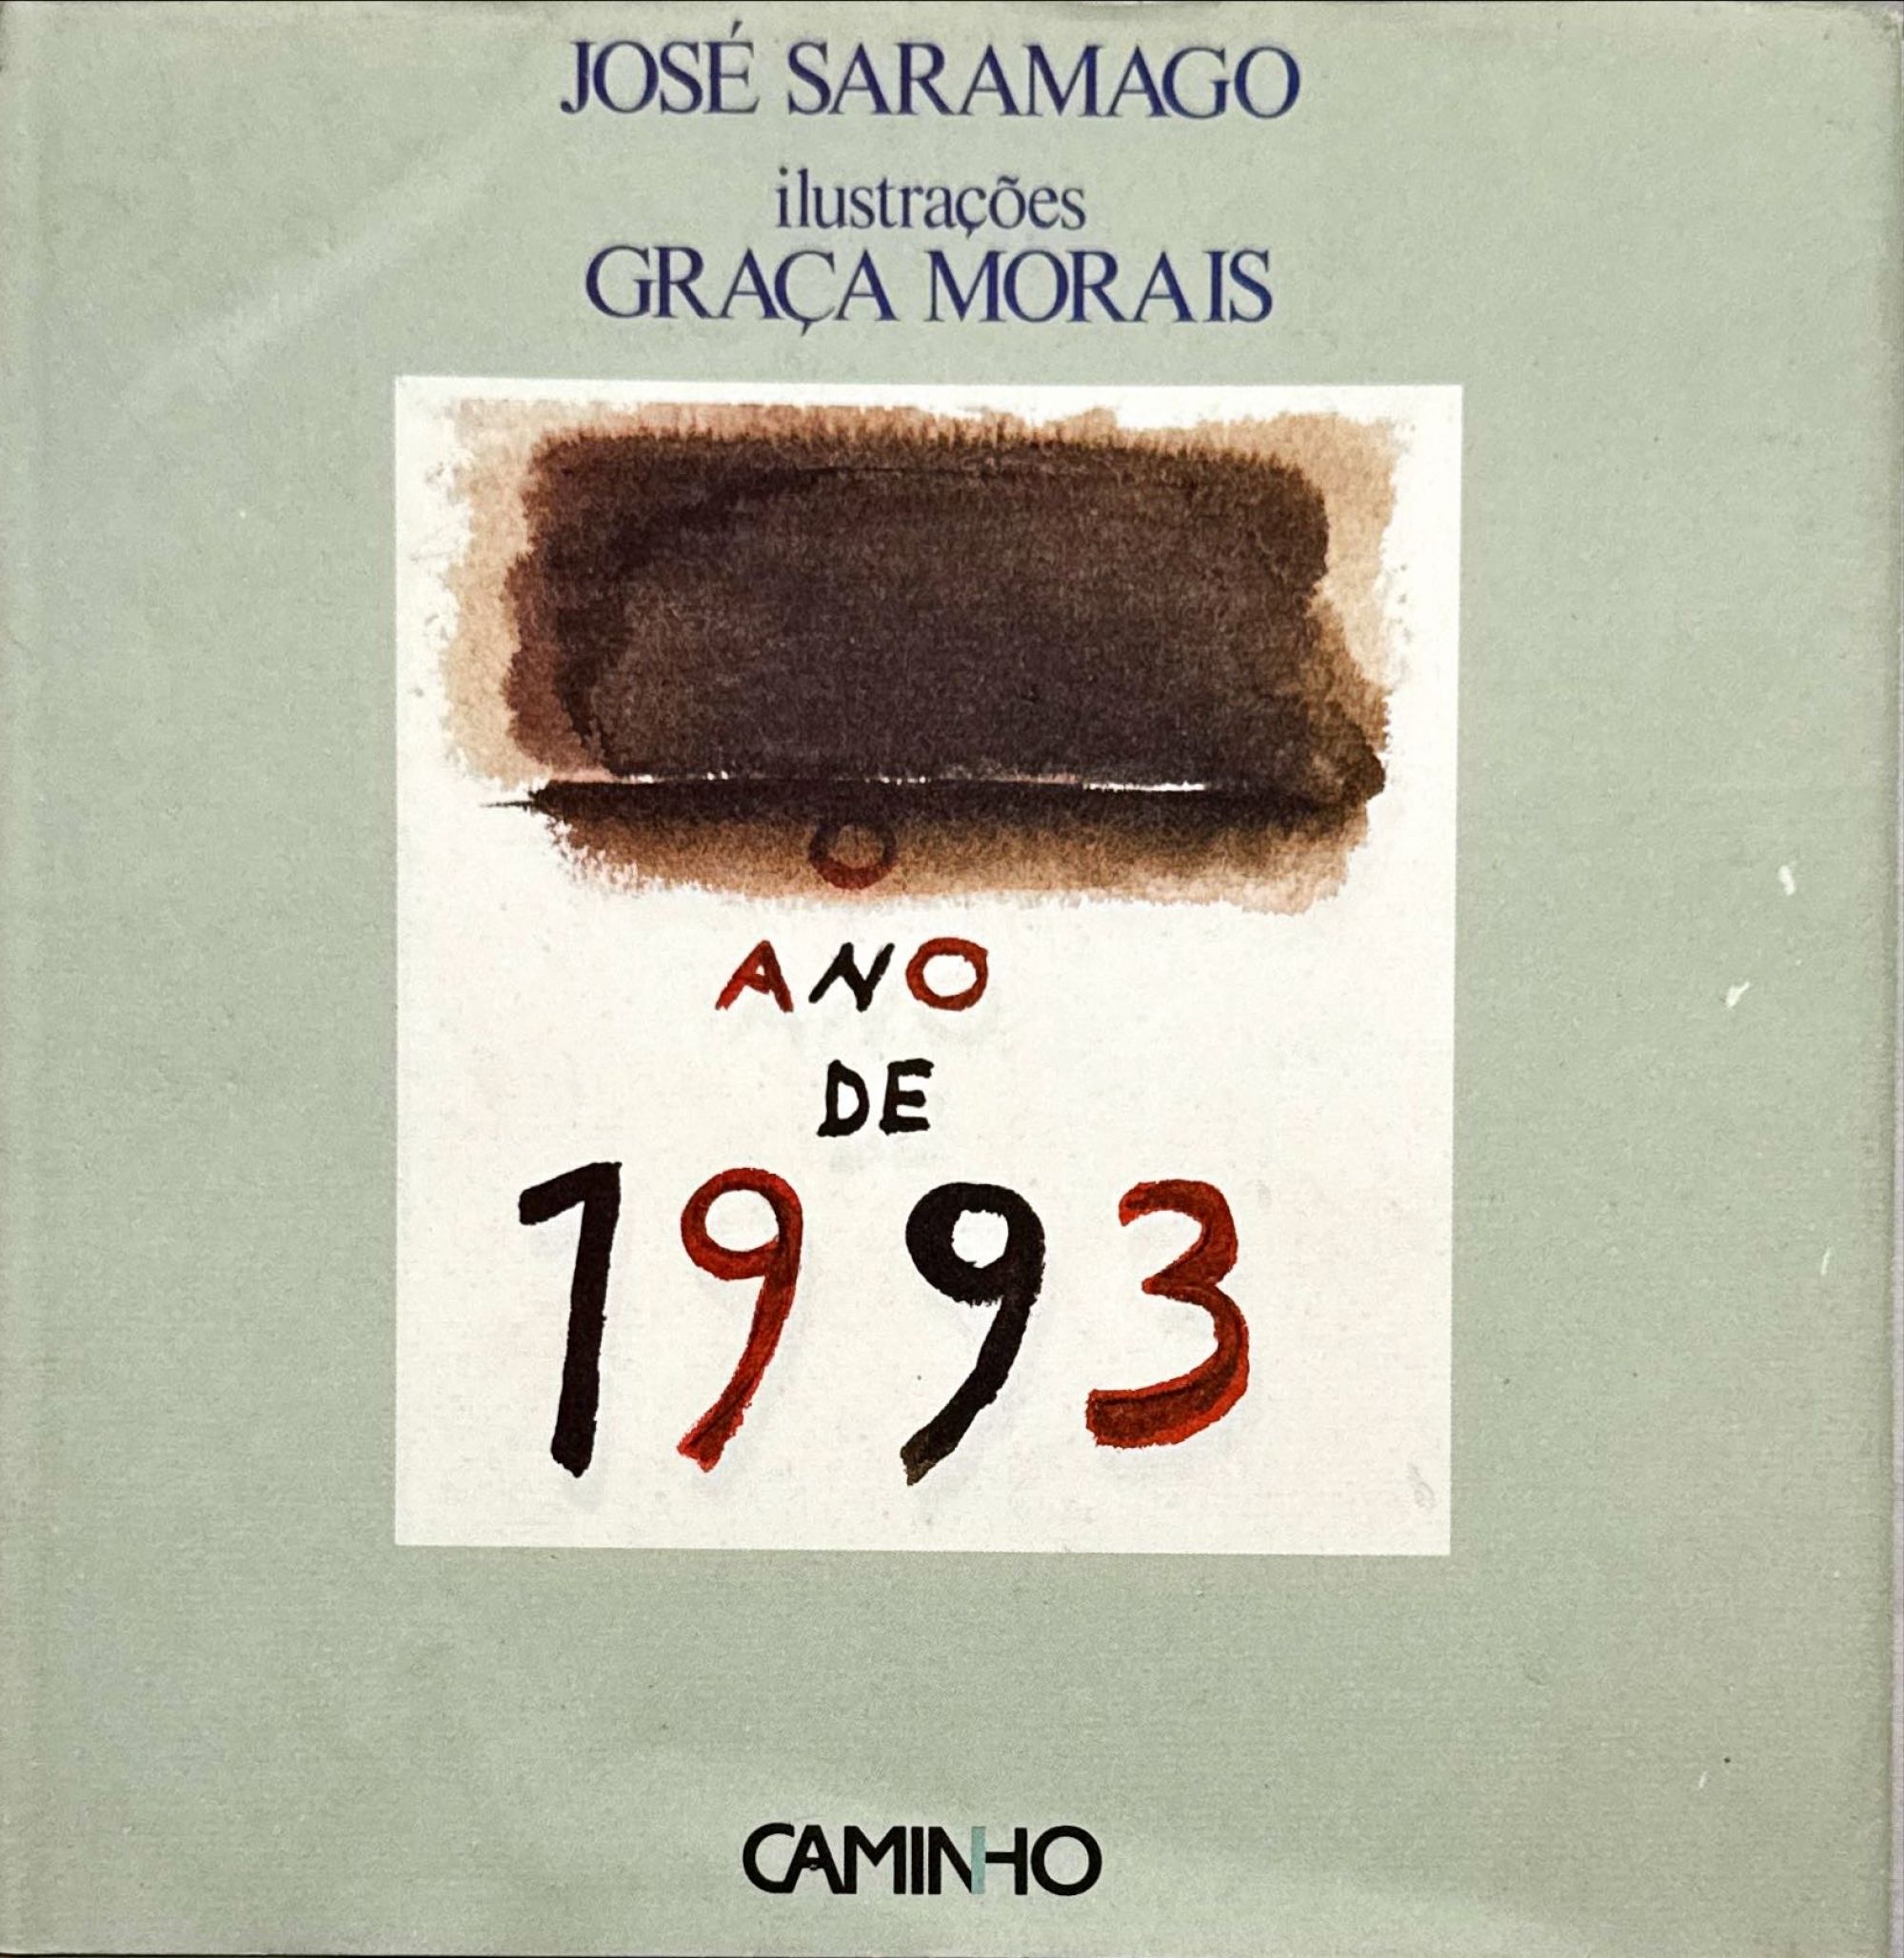 JOSÉ SARAMAGO
ilustrações
GRAÇA MORAIS
O
ANO
DE
1993
CAMINHO